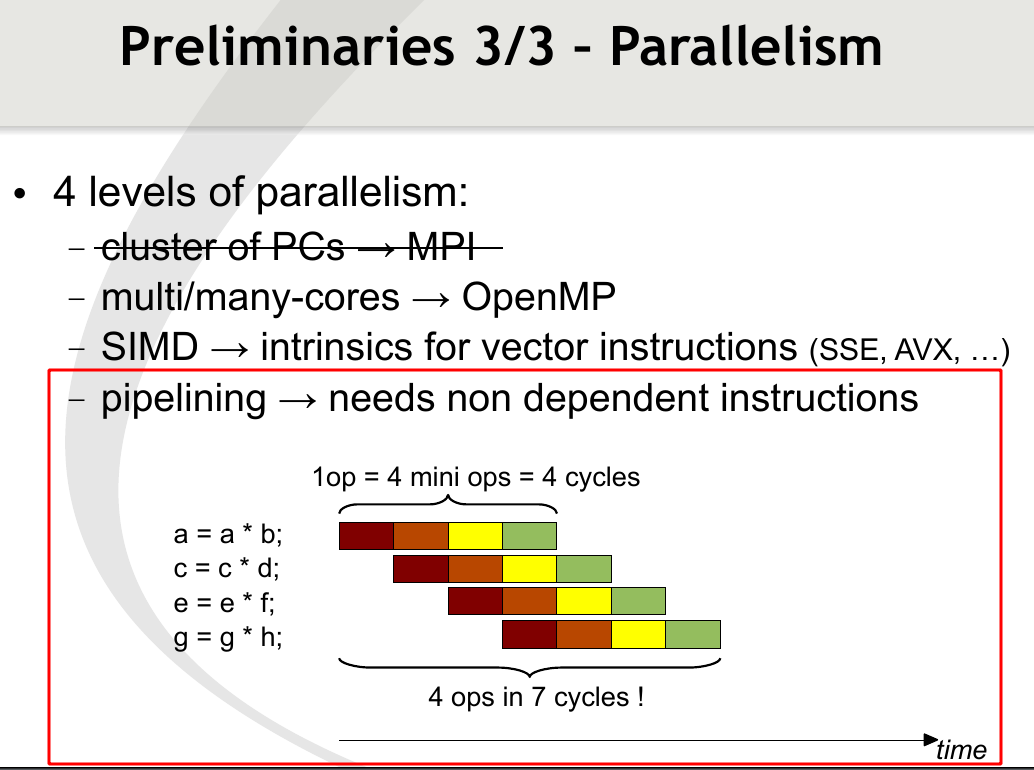 Preliminaries 3/3 – Parallelism
• 4 levels of parallelism:
– cluster of PCs → MPI
– multi/many-cores → OpenMP
– SIMD → intrinsics for vector instructions (SSE, AVX, …)
– pipelining → needs non dependent instructions
1op = 4 mini ops = 4 cycles
a = a * b;
c = c * d;
e = e * f;
g = g * h;
4 ops in 7 cycles !
time